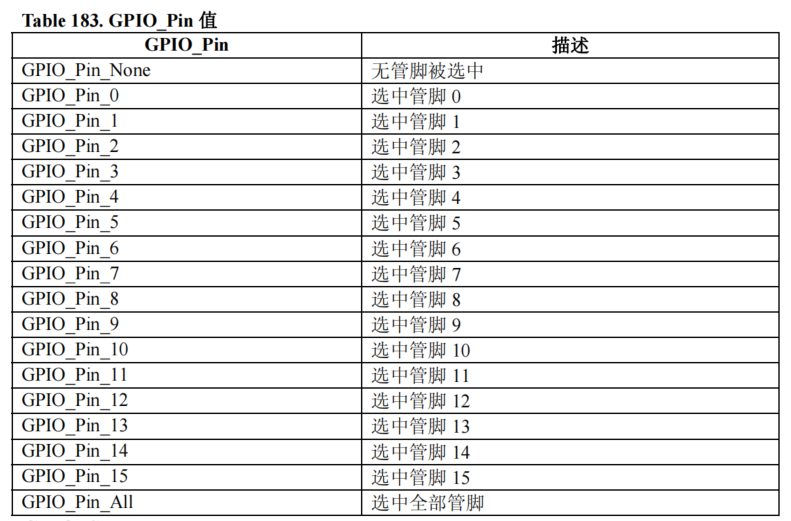 Table 183. GPIO_Pin 值
GPIO_Pin 描述
GPIO_Pin_None 无管脚被选中
GPIO_Pin_0 选中管脚 0
GPIO_Pin_1 选中管脚 1
GPIO_Pin_2 选中管脚 2
GPIO_Pin_3 选中管脚 3
GPIO_Pin_4 选中管脚 4
GPIO_Pin_5 选中管脚 5
GPIO_Pin_6 选中管脚 6
GPIO_Pin_7 选中管脚 7
GPIO_Pin_8 选中管脚 8
GPIO_Pin_9 选中管脚 9
GPIO_Pin_10 选中管脚 10
GPIO_Pin_11 选中管脚 11
GPIO_Pin_12 选中管脚 12
GPIO_Pin_13 选中管脚 13
GPIO_Pin_14 选中管脚 14
GPIO_Pin_15 选中管脚 15
GPIO_Pin_All 选中全部管脚